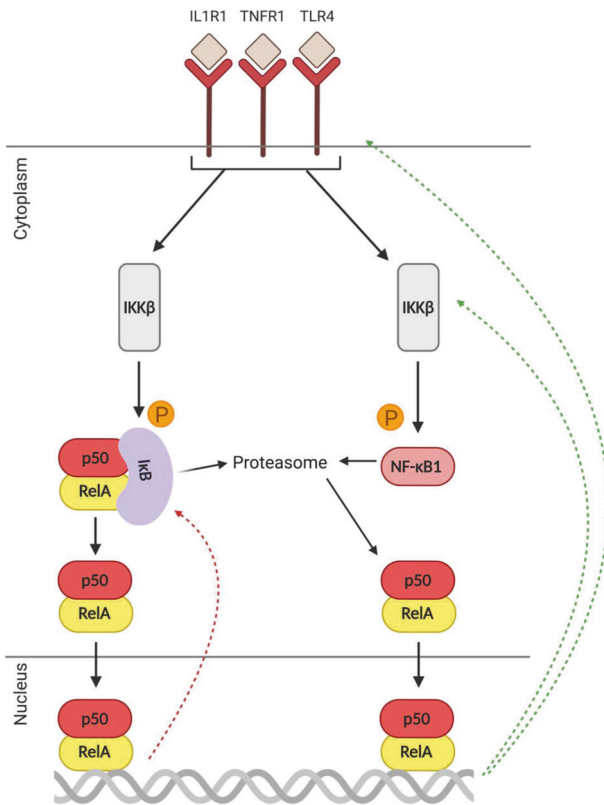 IL1R1 TNFR1 TLR4
Cytoplasm
IKKβ IKKβ
P P
p50 IκB
RelA
Proteasome NF-κB1
p50 p50
RelA RelA
Nucleus
p50 p50
RelA RelA